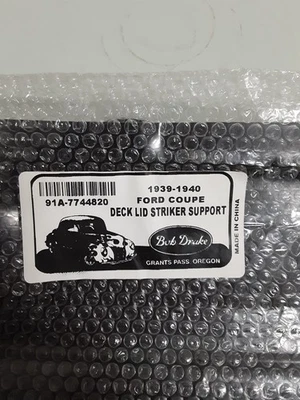 1939-1940
FORD COUPE
91A-7744820
DECK LID STRIKER SUPPORT
Bob Drake
GRANTS PASS OREGON
MADE IN CHINA